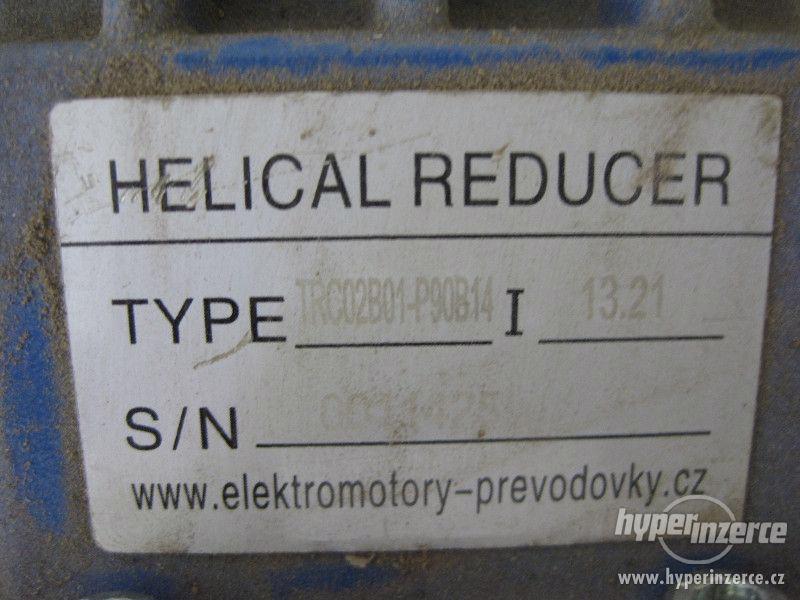 HELICAL REDUCER
TYPE TRC02B01-P90B14 I 13.21
S/N
www.elektromotory-prevodovky.cz
hyperinzerce
www.hyperinzerce.cz